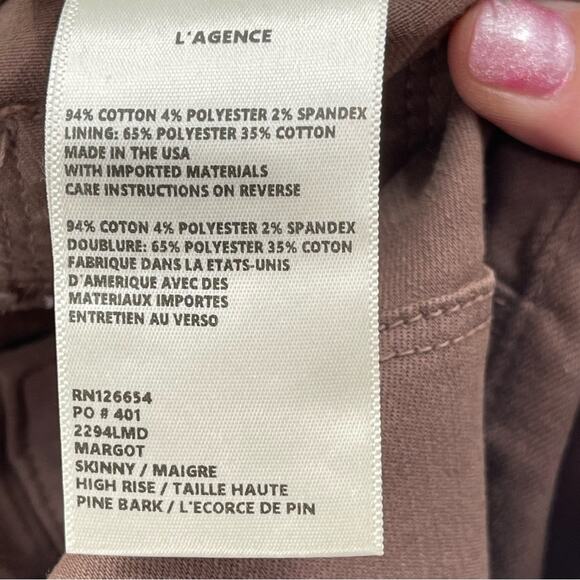 L'AGENCE
94% COTTON 4% POLYESTER 2% SPANDEX
LINING: 65% POLYESTER 35% COTTON
MADE IN THE USA
WITH IMPORTED MATERIALS
CARE INSTRUCTIONS ON REVERSE
94% COTON 4% POLYESTER 2% SPANDEX
DOUBLURE: 65% POLYESTER 35% COTON
FABRIQUE DANS LA ETATS-UNIS
D'AMERIQUE AVEC DES
MATERIAUX IMPORTES
ENTRETIEN AU VERSO
RN126654
PO # 401
2294LMD
MARGOT
SKINNY / MAIGRE
HIGH RISE / TAILLE HAUTE
PINE BARK / L'ECORCE DE PIN